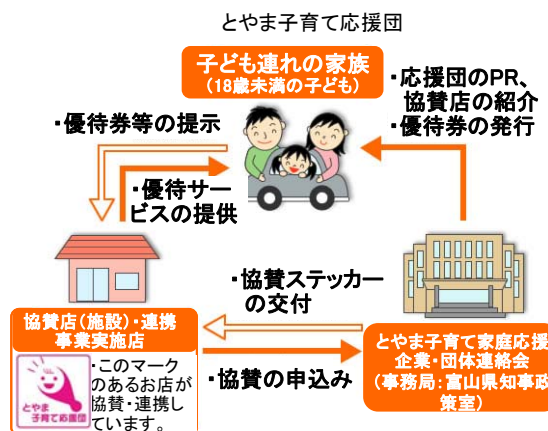 とやま子育て応援団
子ども連れの家族
(18歳未満の子ども)
・応援団のPR、
協賛店の紹介
・優待券の発行
・優待券等の提示
・優待サー
ビスの提供
・協賛ステッカー
の交付
協賛店(施設)・連携
事業実施店
・このマーク
のあるお店が
協賛・連携し
ています。
とやま
子育て応援団
・協賛の申込み
とやま子育て家庭応援
企業・団体連絡会
(事務局:富山県知事政
策室)